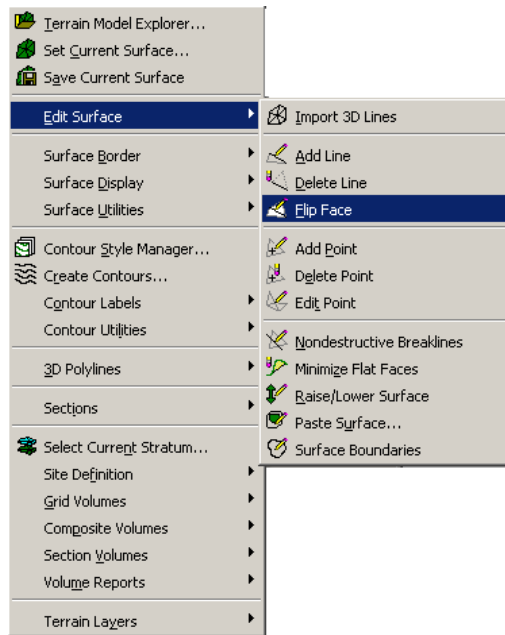 Terrain Model Explorer...
Set Current Surface...
Save Current Surface
Edit Surface
Surface Border
Surface Display
Surface Utilities
Contour Style Manager...
Create Contours...
Contour Labels
Contour Utilities
3D Polylines
Sections
Select Current Stratum...
Site Definition
Grid Volumes
Composite Volumes
Section Volumes
Volume Reports
Terrain Layers
Import 3D Lines
Add Line
Delete Line
Flip Face
Add Point
Delete Point
Edit Point
Nondestructive Breaklines
Minimize Flat Faces
Raise/Lower Surface
Paste Surface...
Surface Boundaries